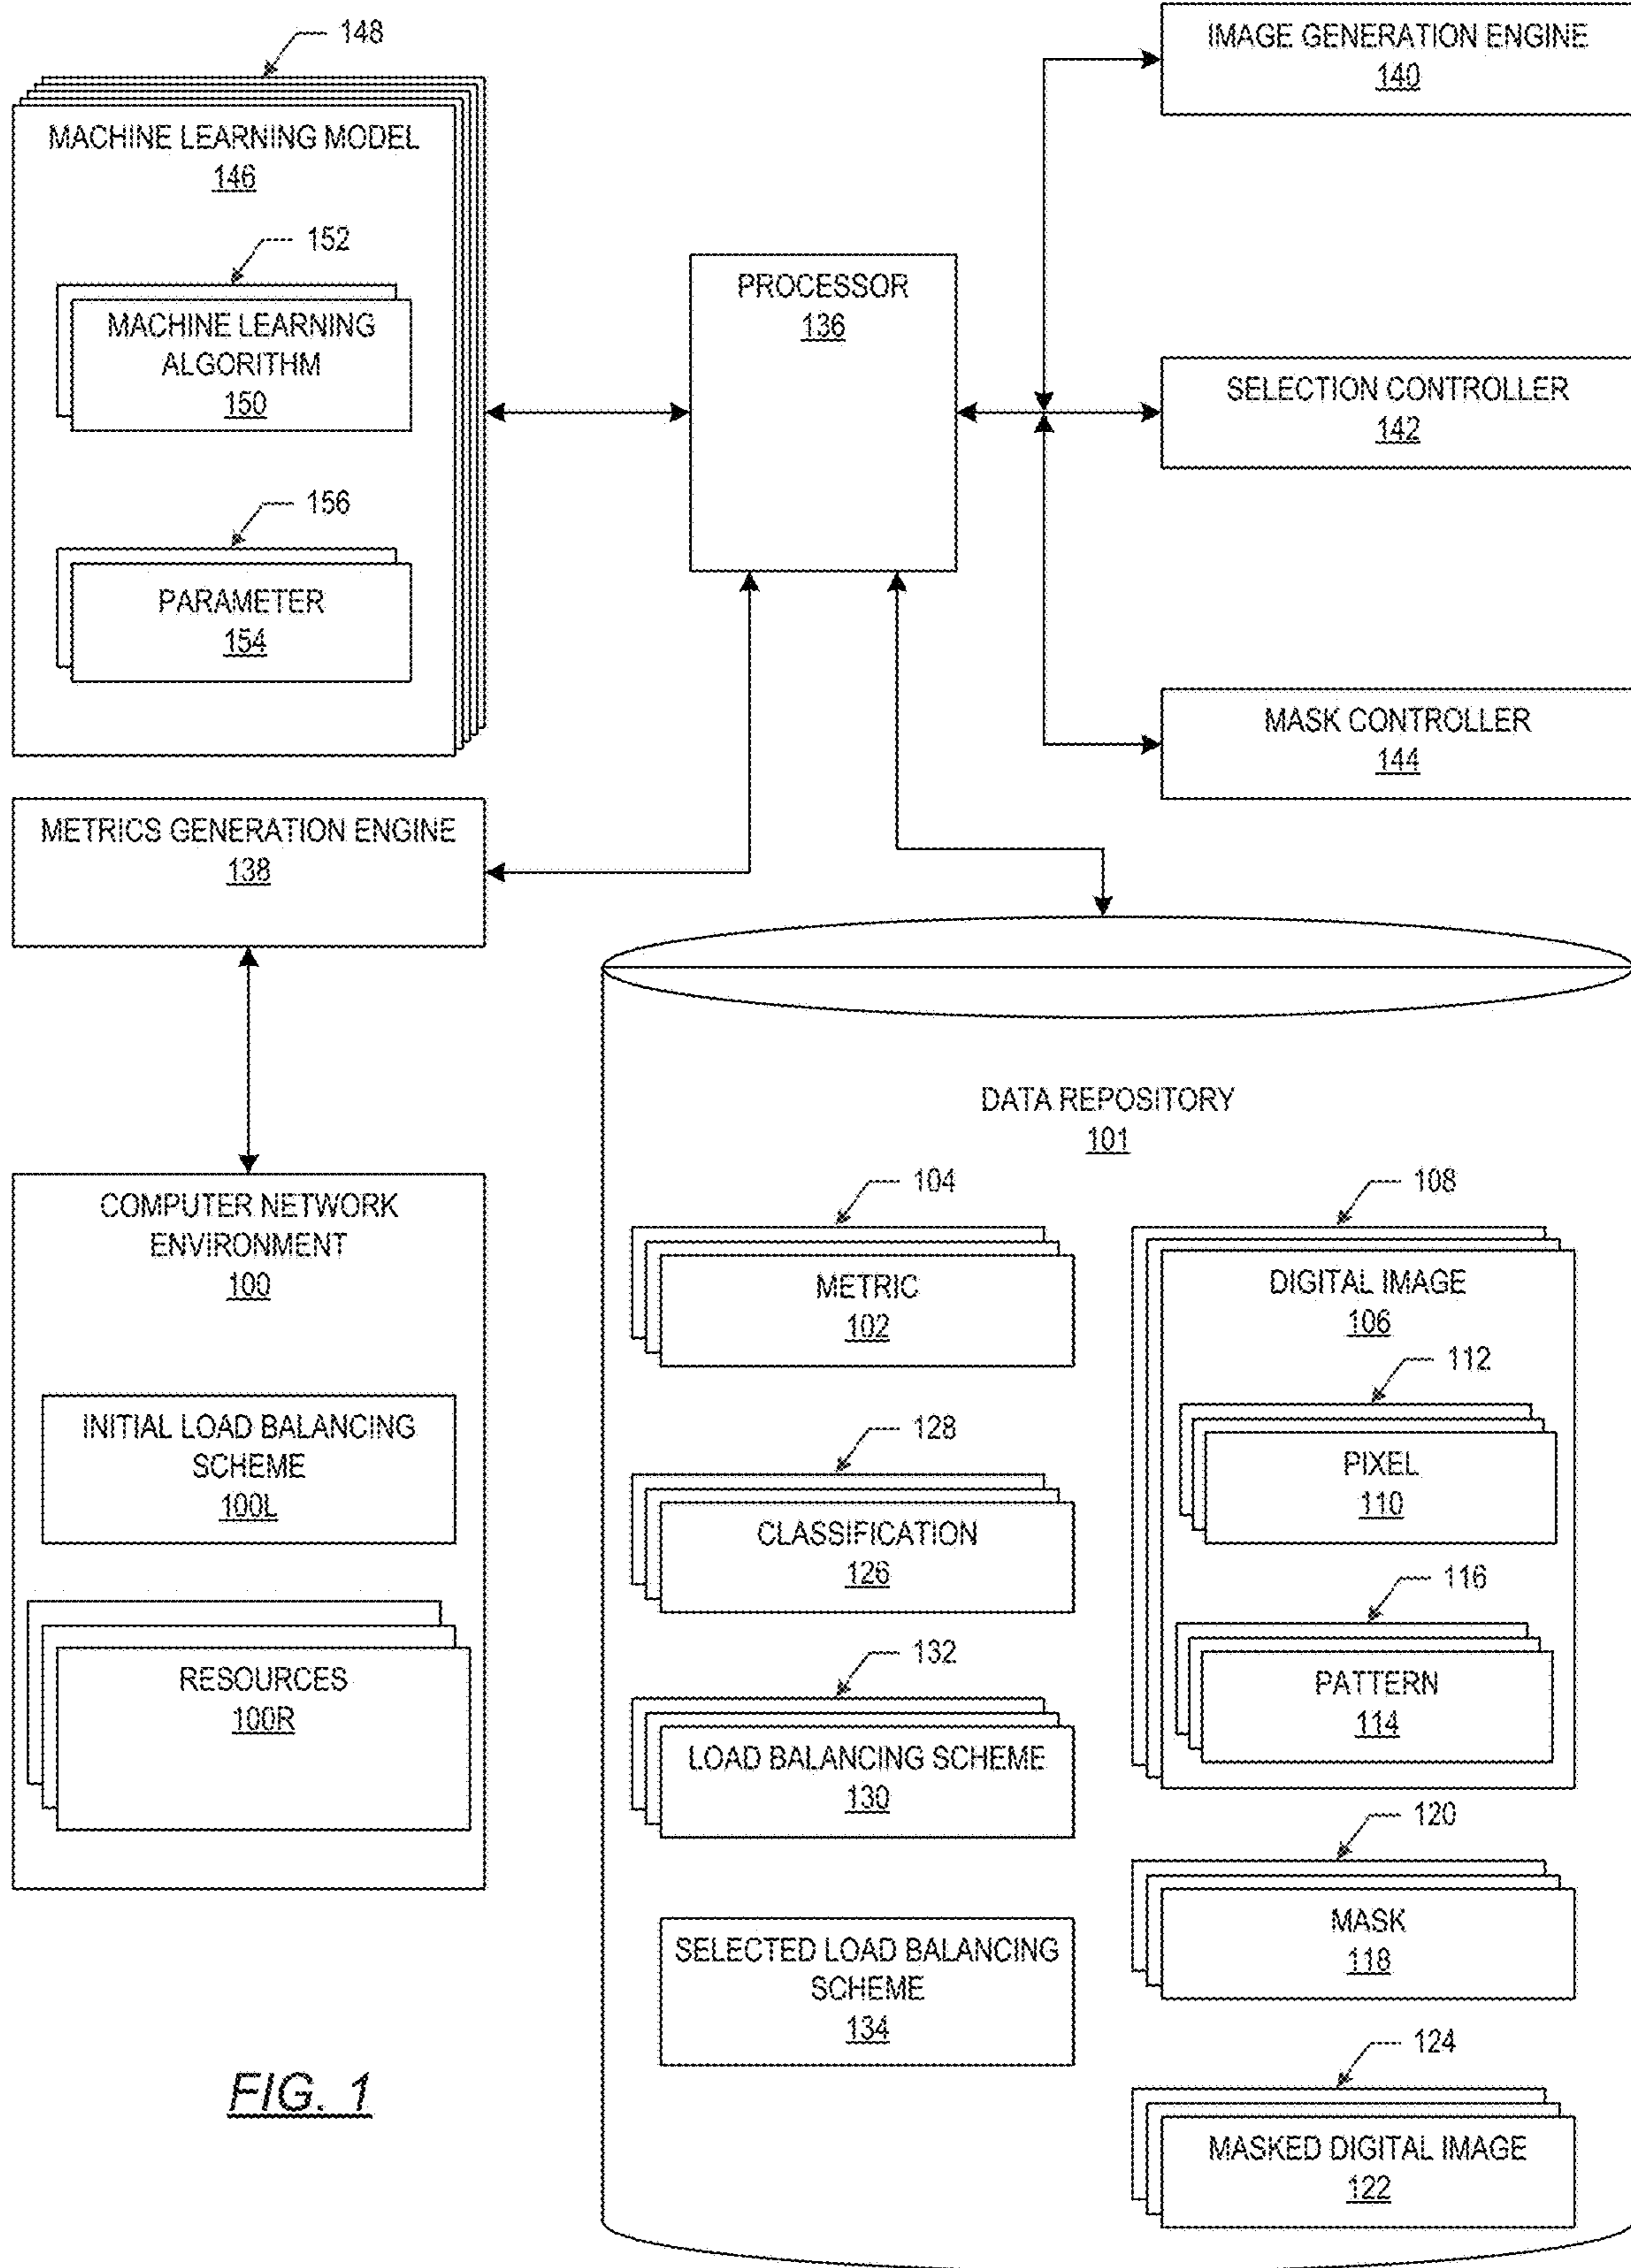 148
MACHINE LEARNING MODEL
146
152
MACHINE LEARNING
ALGORITHM
150
156
PARAMETER
154
PROCESSOR
136
IMAGE GENERATION ENGINE
140
SELECTION CONTROLLER
142
MASK CONTROLLER
144
METRICS GENERATION ENGINE
138
COMPUTER NETWORK
ENVIRONMENT
100
INITIAL LOAD BALANCING
SCHEME
100L
RESOURCES
100R
DATA REPOSITORY
101
104
METRIC
102
128
CLASSIFICATION
126
132
LOAD BALANCING SCHEME
130
SELECTED LOAD BALANCING
SCHEME
134
108
DIGITAL IMAGE
106
112
PIXEL
110
116
PATTERN
114
120
MASK
118
124
MASKED DIGITAL IMAGE
122
FIG. 1